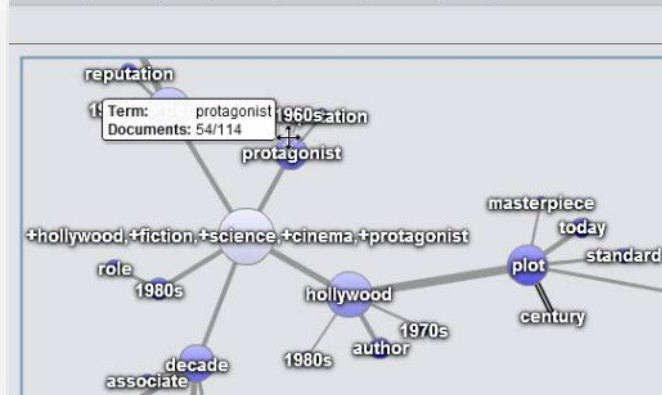 reputation
Term: protagonist
Documents: 54/114
1960s
protagonist
+hollywood,+fiction,+science,+cinema,+protagonist
role
1980s
hollywood
1980s
1970s
author
decade
associate
masterpiece
today
plot
standard
century